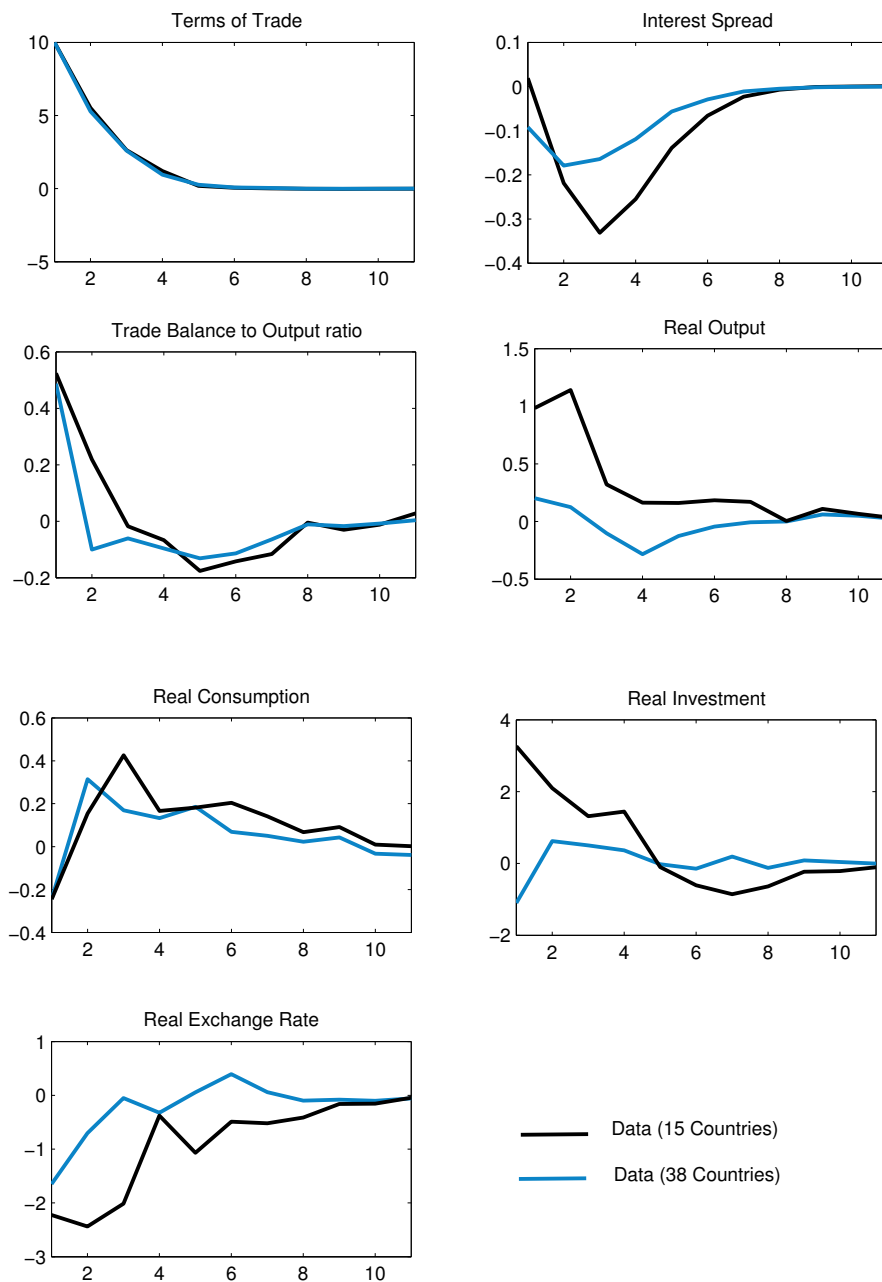 Terms of Trade
10
5
0
−5
2 4 6 8 10
Interest Spread
0.1
0
−0.1
−0.2
−0.3
−0.4
2 4 6 8 10
Trade Balance to Output ratio
0.6
0.4
0.2
0
−0.2
2 4 6 8 10
Real Output
1.5
1
0.5
0
−0.5
2 4 6 8 10
Real Consumption
0.6
0.4
0.2
0
−0.2
−0.4
2 4 6 8 10
Real Investment
4
2
0
−2
2 4 6 8 10
Real Exchange Rate
1
0
−1
−2
−3
2 4 6 8 10
Data (15 Countries)
Data (38 Countries)